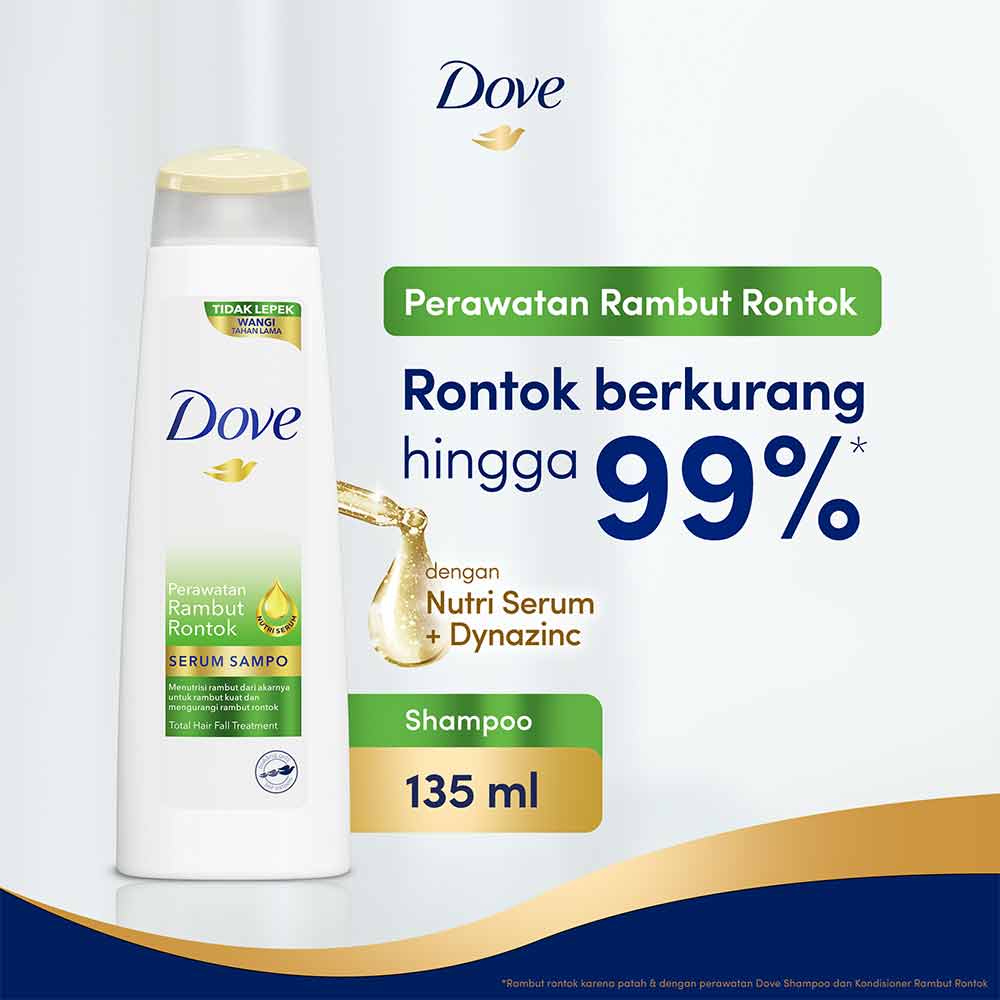 Dove
Perawatan Rambut Rontok
Rontok berkurang
hingga 99%*
dengan
Nutri Serum
+ Dynazinc
Shampoo
135 ml
TIDAK LEPEK
WANGI
TAHAN LAMA
Dove
Perawatan
Rambut
Rontok
NUTRI SERUM
SERUM SAMPO
Menutrisi rambut dari akarnya
untuk rambut kuat dan
mengurangi rambut rontok
Total Hair Fall Treatment
*Rambut rontok karena patah & dengan perawatan Dove Shampoo dan Kondisioner Rambut Rontok